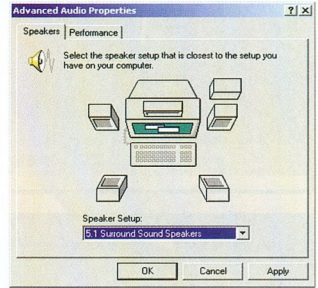 Advanced Audio Properties
Speakers
Performance
Select the speaker setup that is closest to the setup you
have on your computer.
Speaker Setup:
5.1 Surround Sound Speakers
OK
Cancel
Apply